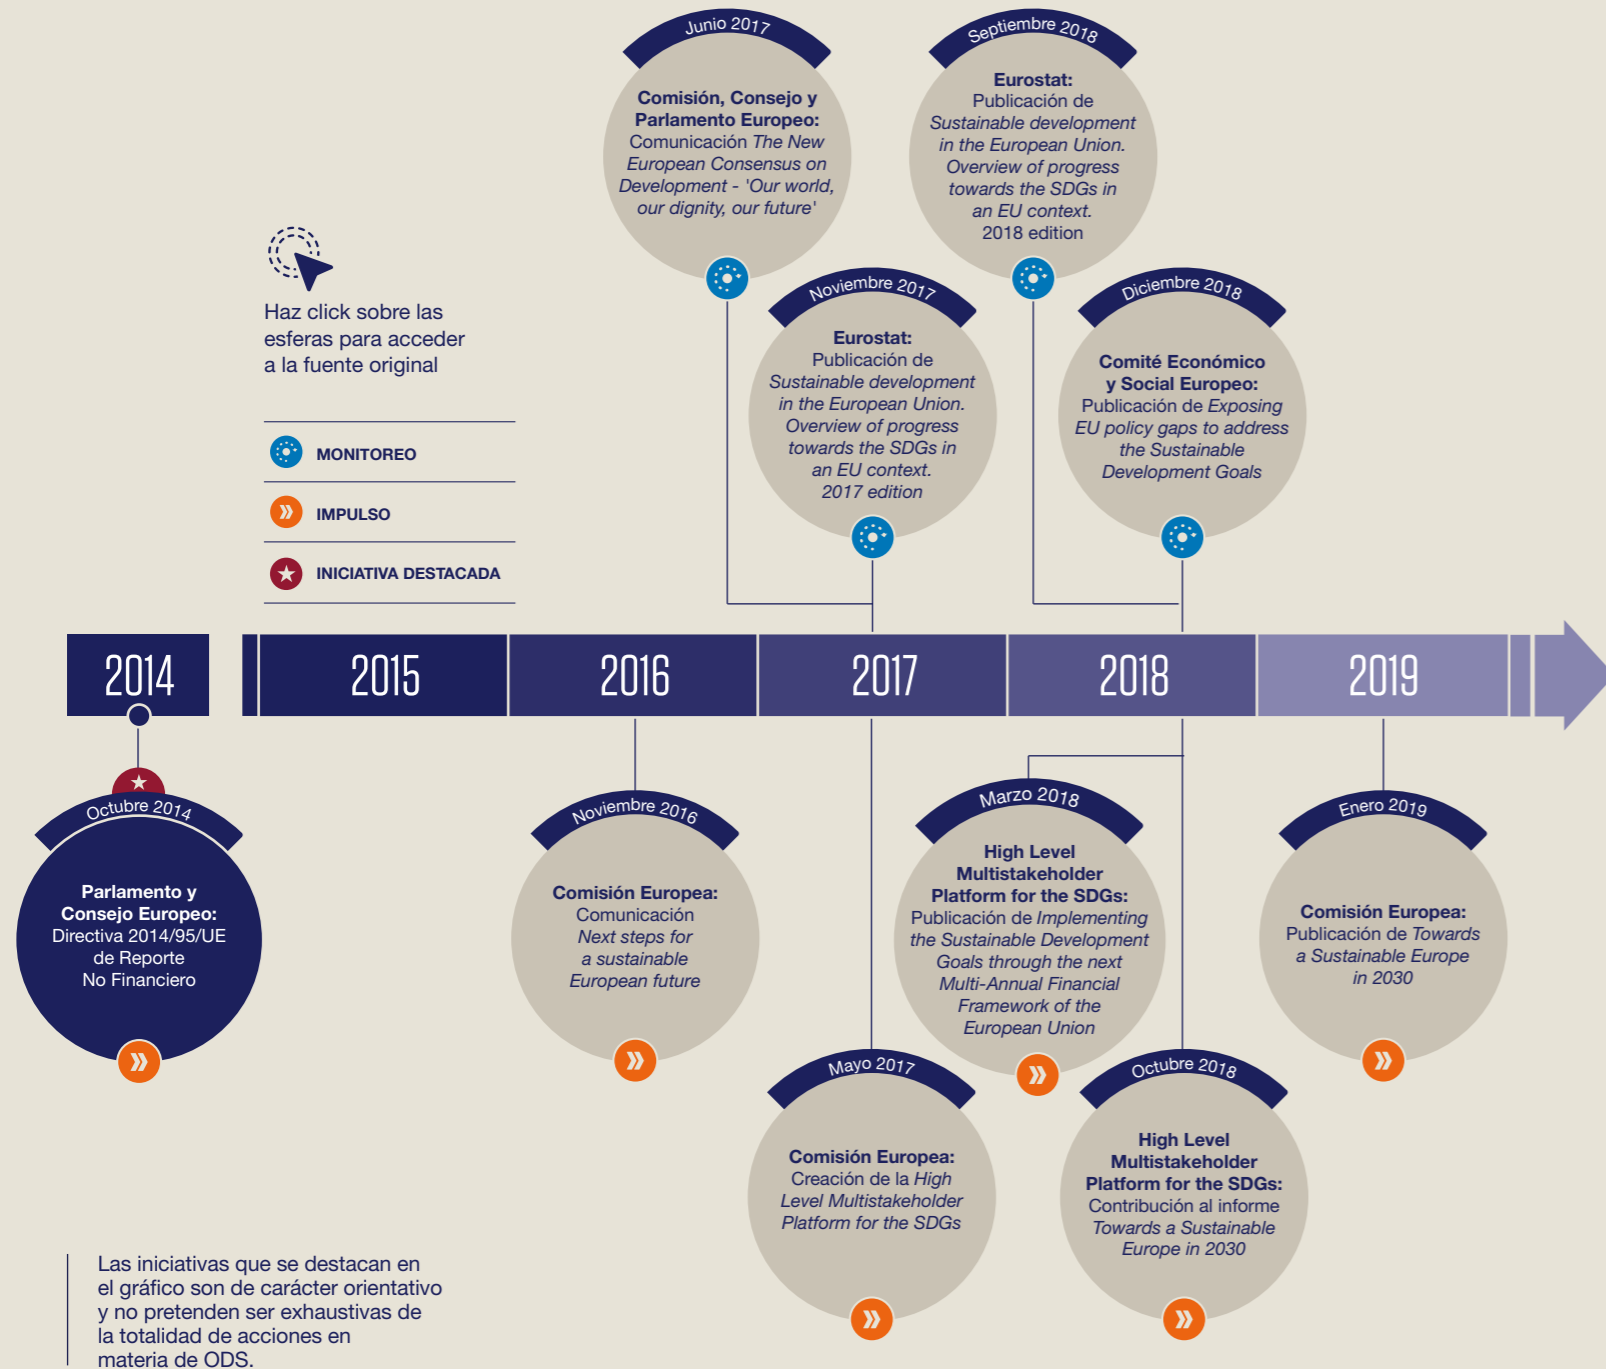 Junio 2017
Comisión, Consejo y
Parlamento Europeo:
Comunicación The New
European Consensus on
Development - 'Our world,
our dignity, our future'
Septiembre 2018
Eurostat:
Publicación de
Sustainable development
in the European Union.
Overview of progress
towards the SDGs in
an EU context.
2018 edition
Haz click sobre las
esferas para acceder
a la fuente original
MONITOREO
IMPULSO
INICIATIVA DESTACADA
Noviembre 2017
Eurostat:
Publicación de
Sustainable development
in the European Union.
Overview of progress
towards the SDGs in
an EU context.
2017 edition
Diciembre 2018
Comité Económico
y Social Europeo:
Publicación de Exposing
EU policy gaps to address
the Sustainable
Development Goals
2014
2015
2016
2017
2018
2019
Octubre 2014
Parlamento y
Consejo Europeo:
Directiva 2014/95/UE
de Reporte
No Financiero
Noviembre 2016
Comisión Europea:
Comunicación
Next steps for
a sustainable
European future
Mayo 2017
Comisión Europea:
Creación de la High
Level Multistakeholder
Platform for the SDGs
Marzo 2018
High Level
Multistakeholder
Platform for the SDGs:
Publicación de Implementing
the Sustainable Development
Goals through the next
Multi-Annual Financial
Framework of the
European Union
Octubre 2018
High Level
Multistakeholder
Platform for the SDGs:
Contribución al informe
Towards a Sustainable
Europe in 2030
Enero 2019
Comisión Europea:
Publicación de Towards
a Sustainable Europe
in 2030
Las iniciativas que se destacan en
el gráfico son de carácter orientativo
y no pretenden ser exhaustivas de
la totalidad de acciones en
materia de ODS.